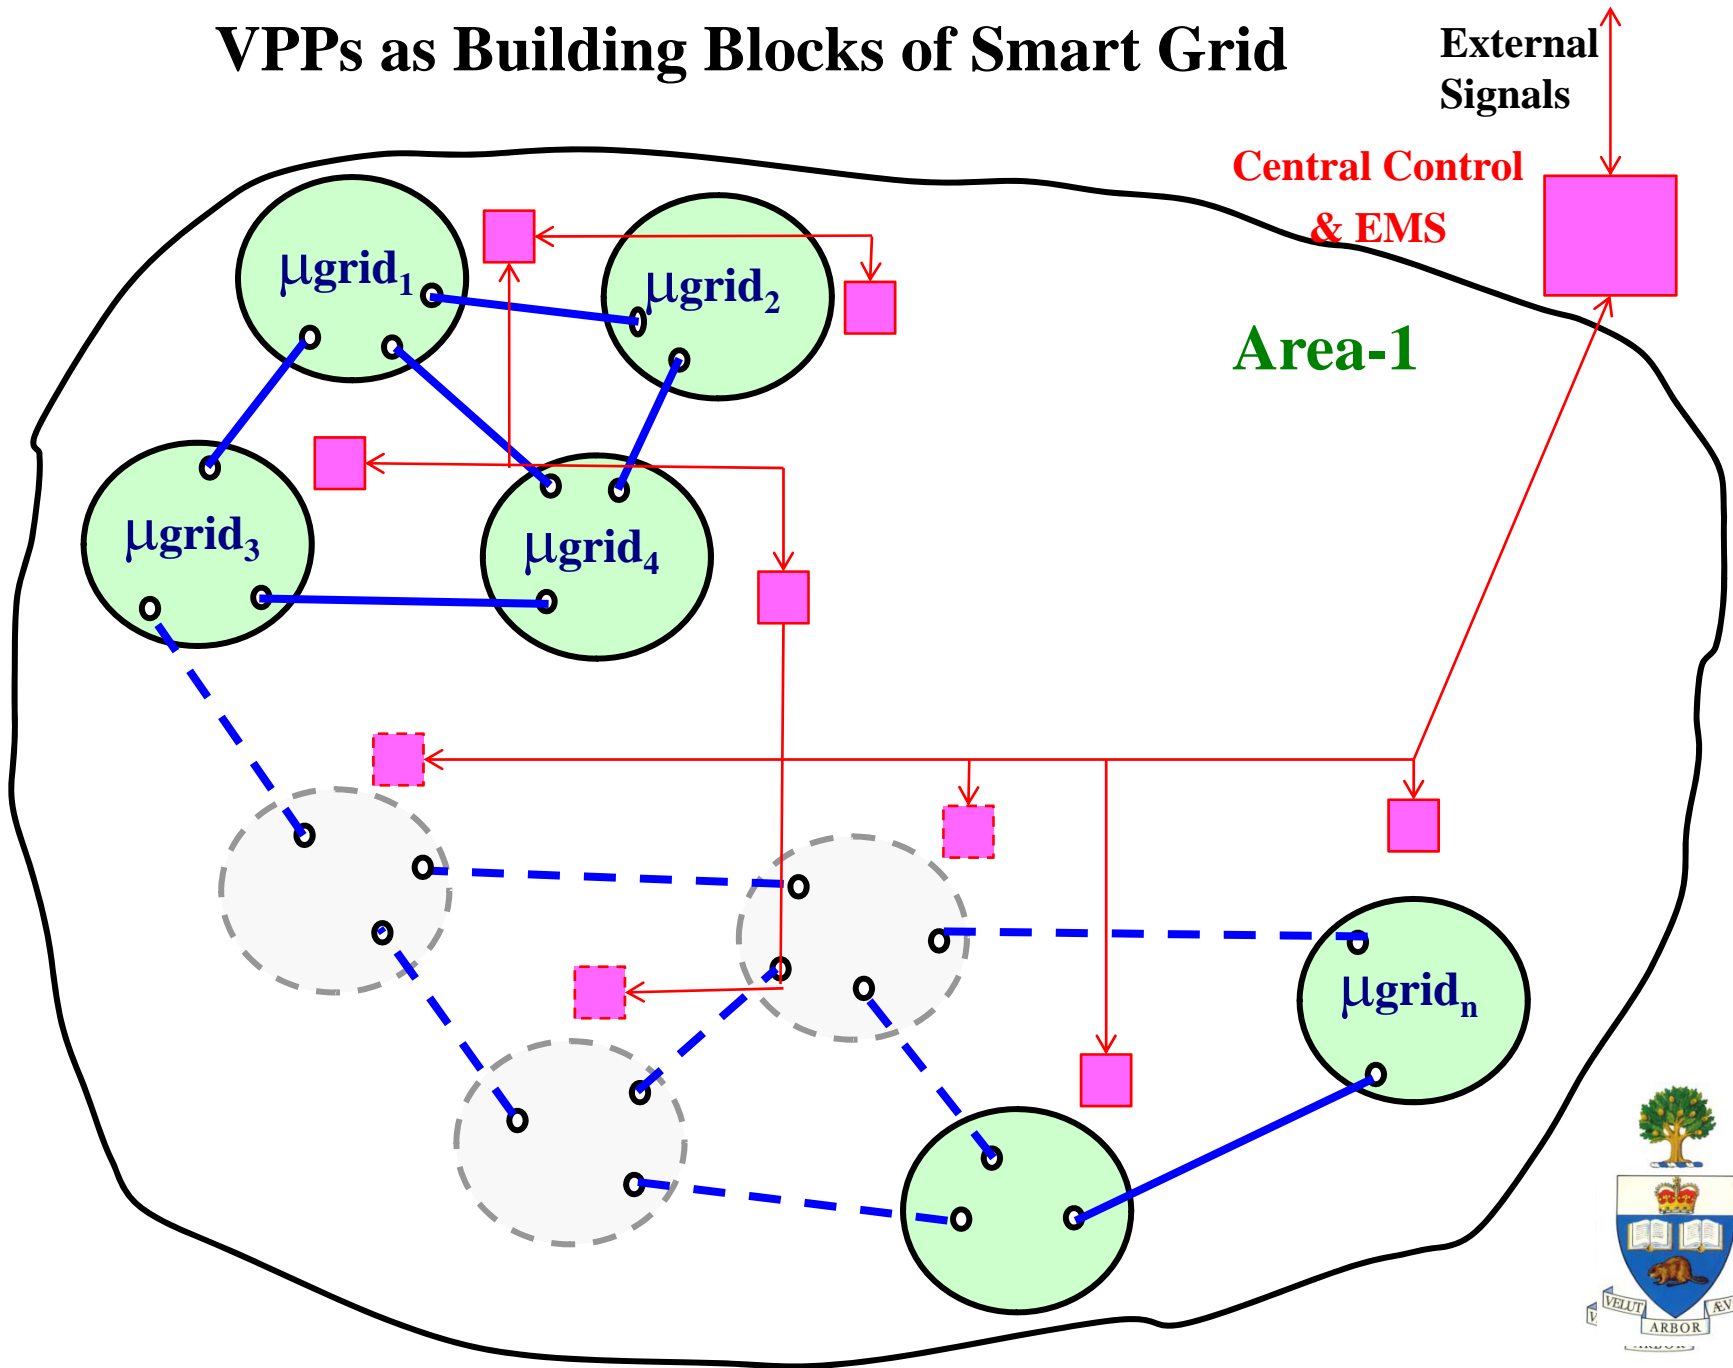 VPPs as Building Blocks of Smart Grid
External
Signals
Central Control
& EMS
μgrid1
μgrid2
Area-1
μgrid3
μgrid4
μgridn
VELUT
ARBOR
ÆV